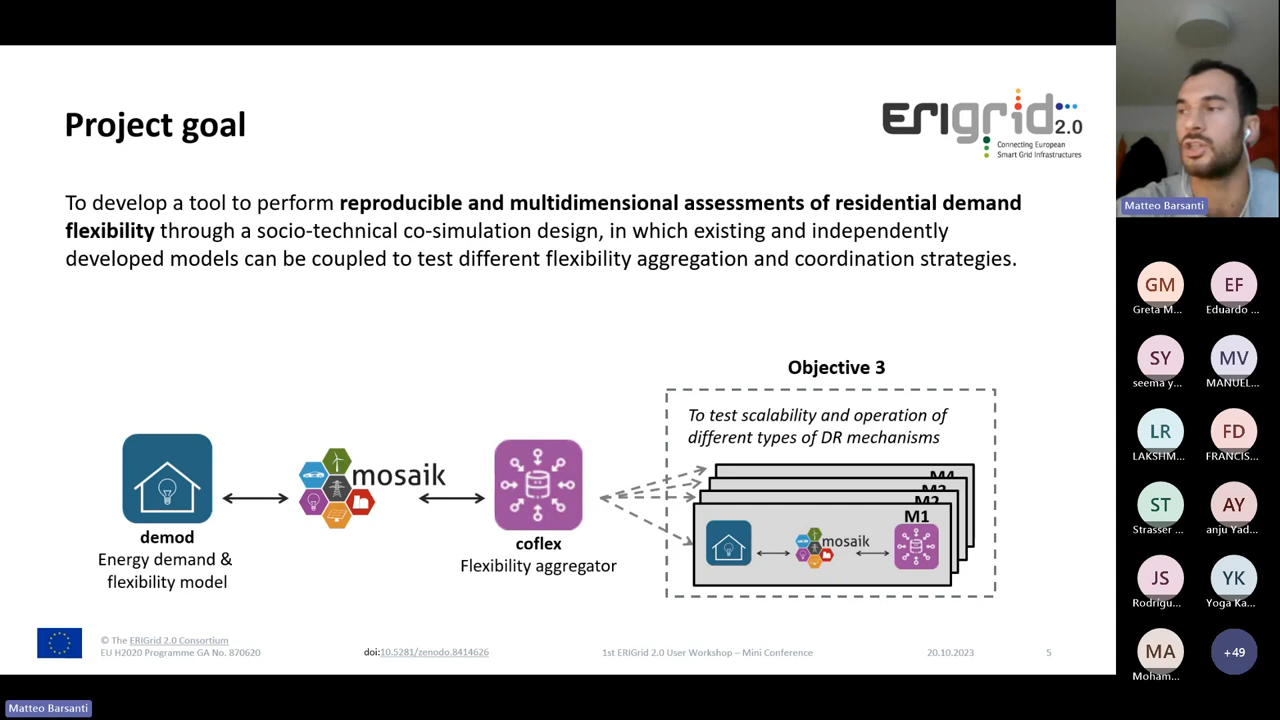 Project goal
ERIgrid 2.0
Connecting European
Smart Grid Infrastructures
To develop a tool to perform reproducible and multidimensional assessments of residential demand
flexibility through a socio-technical co-simulation design, in which existing and independently
developed models can be coupled to test different flexibility aggregation and coordination strategies.
Objective 3
To test scalability and operation of
different types of DR mechanisms
mosaik
demod
Energy demand &
flexibility model
coflex
Flexibility aggregator
M4
M3
M2
M1
mosaik
© The ERIGrid 2.0 Consortium
EU H2020 Programme GA No. 870620
doi:10.5281/zenodo.8414626
1st ERIGrid 2.0 User Workshop – Mini Conference
20.10.2023
5
Matteo Barsanti
GM
Greta M...
EF
Eduardo ...
SY
seema y...
MV
MANUEL...
LR
LAKSHM...
FD
FRANCIS...
ST
Strasser ...
AY
anju Yad...
JS
Rodrígu...
YK
Yoga Ka...
MA
Moham...
+49
Matteo Barsanti